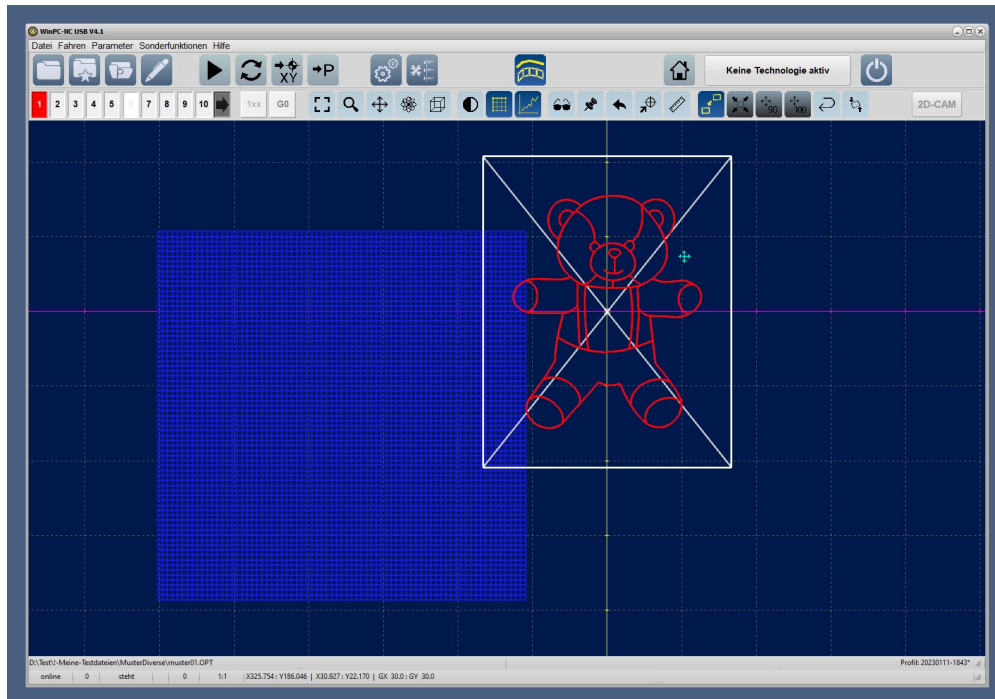 WinPC-NC USB V4.1
Datei Fahren Parameter Sonderfunktionen Hilfe
P XY P Keine Technologie aktiv
1 2 3 4 5 7 8 9 10 1xx G0 50 100 2D-CAM
D:\Test\!-Meine-Testdateien\MusterDiverse\muster01.OPT Profil: 20230111-1843*
online 0 steht 0 1:1 X325.754 : Y186.046 | X30.927 : Y22.170 | GX 30.0 : GY 30.0